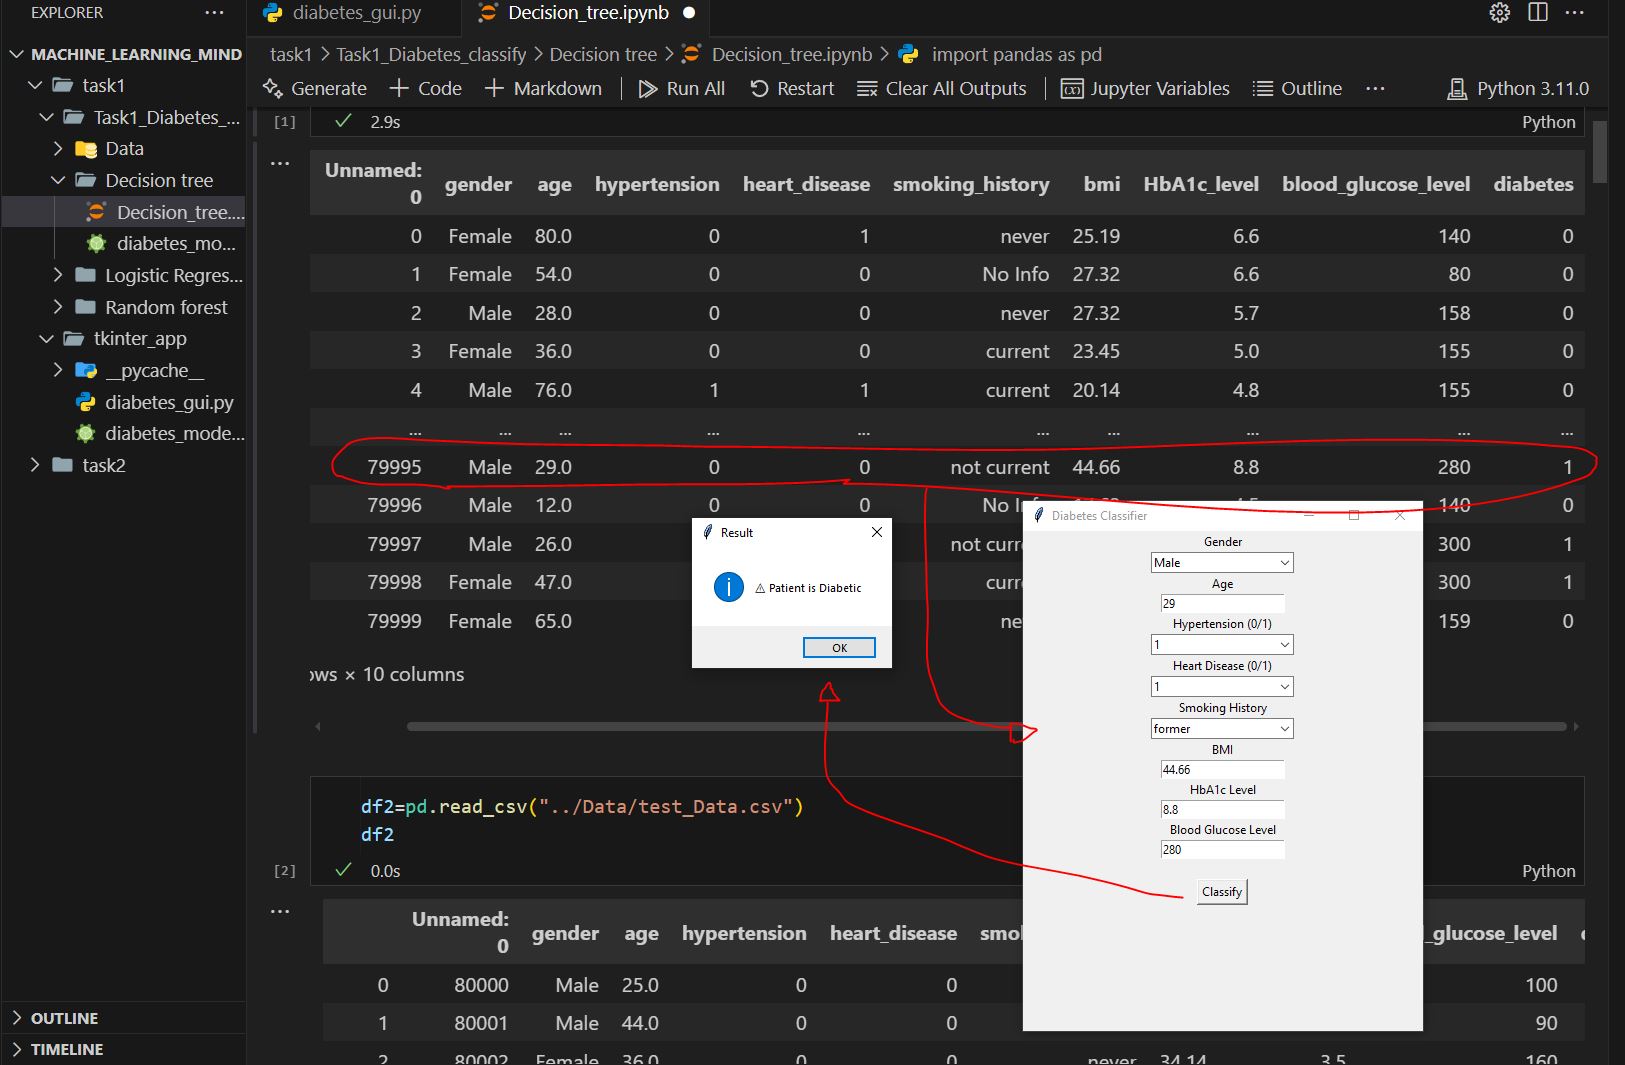 EXPLORER
···
MACHINE_LEARNING_MIND
task1
Task1_Diabetes_...
Data
Decision tree
Decision_tree....
diabetes_mo...
Logistic Regres...
Random forest
tkinter_app
__pycache__
diabetes_gui.py
diabetes_mode...
task2
OUTLINE
TIMELINE
diabetes_gui.py
Decision_tree.ipynb
···
task1 > Task1_Diabetes_classify > Decision tree > Decision_tree.ipynb > import pandas as pd
Generate + Code + Markdown Run All Restart Clear All Outputs Jupyter Variables Outline ··· Python 3.11.0
[1] 2.9s Python
···
Unnamed: 0 gender age hypertension heart_disease smoking_history bmi HbA1c_level blood_glucose_level diabetes
0 Female 80.0 0 1 never 25.19 6.6 140 0
1 Female 54.0 0 0 No Info 27.32 6.6 80 0
2 Male 28.0 0 0 never 27.32 5.7 158 0
3 Female 36.0 0 0 current 23.45 5.0 155 0
4 Male 76.0 1 1 current 20.14 4.8 155 0
... ... ... ... ... ... ... ... ... ...
79995 Male 29.0 0 0 not current 44.66 8.8 280 1
79996 Male 12.0 0 0 No 140 0
79997 Male 26.0 not 300 1
79998 Female 47.0 300 1
79999 Female 65.0 159 0
ows × 10 columns
Result
⚠ Patient is Diabetic
OK
Diabetes Classifier
Gender
Male
Age
29
Hypertension (0/1)
1
Heart Disease (0/1)
1
Smoking History
former
BMI
44.66
HbA1c Level
8.8
Blood Glucose Level
280
Classify
df2=pd.read_csv("../Data/test_Data.csv")
df2
[2] 0.0s Python
···
Unnamed: 0 gender age hypertension heart_disease smo _glucose_level
0 80000 Male 25.0 0 0 100
1 80001 Male 44.0 0 0 90
2 80002 Female 36.0 0 0 never 34.14 3.5 160